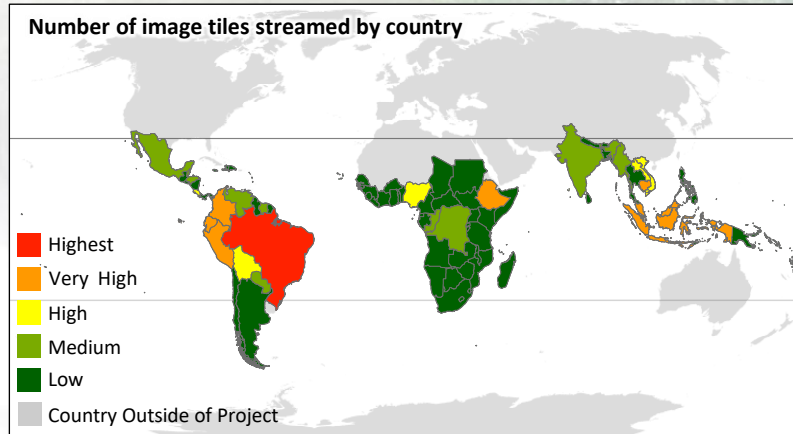 Number of image tiles streamed by country
Highest
Very High
High
Medium
Low
Country Outside of Project